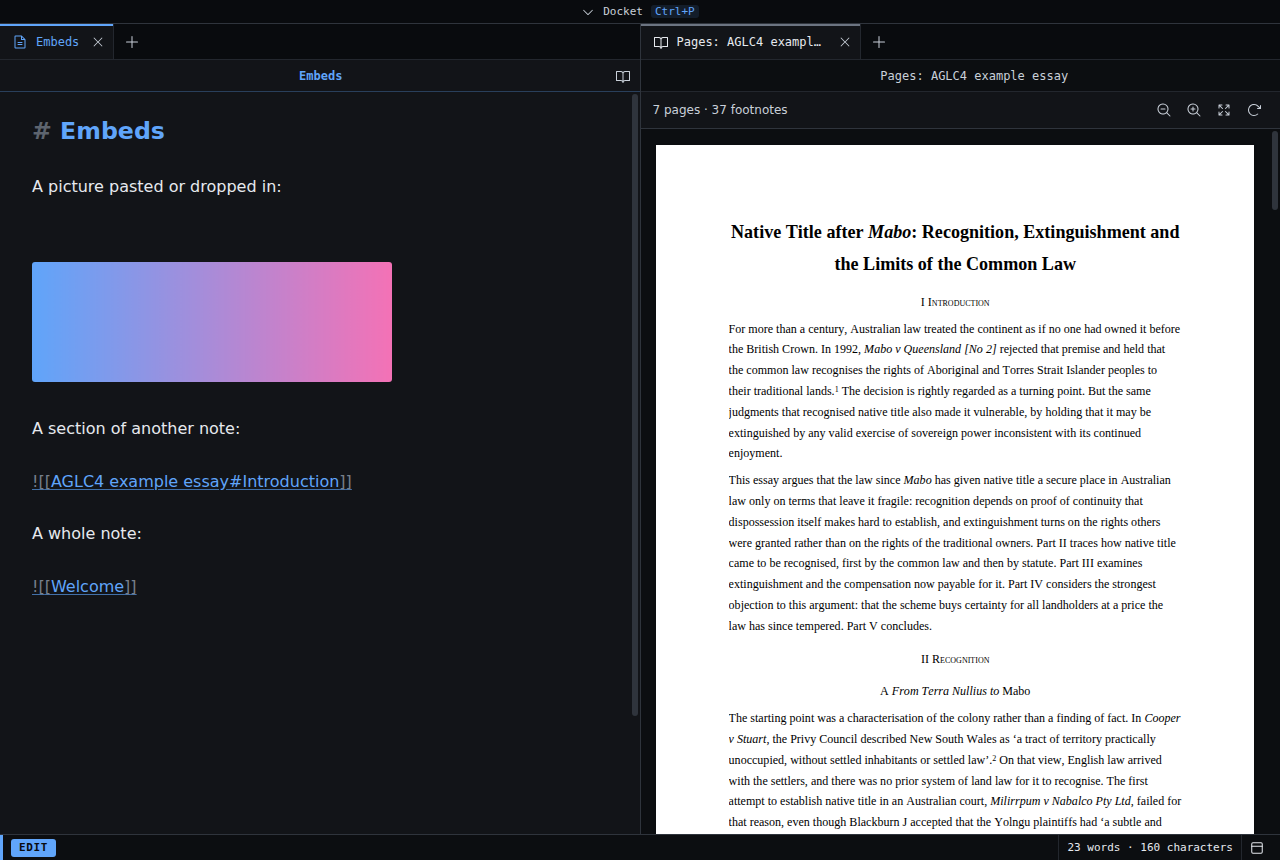 Docket Ctrl+P
Embeds
Pages: AGLC4 exampl…
Embeds
Pages: AGLC4 example essay
# Embeds
A picture pasted or dropped in:
A section of another note:
![[AGLC4 example essay#Introduction]]
A whole note:
![[Welcome]]
7 pages · 37 footnotes
Native Title after Mabo: Recognition, Extinguishment and
the Limits of the Common Law
I Introduction
For more than a century, Australian law treated the continent as if no one had owned it before
the British Crown. In 1992, Mabo v Queensland [No 2] rejected that premise and held that
the common law recognises the rights of Aboriginal and Torres Strait Islander peoples to
their traditional lands.1 The decision is rightly regarded as a turning point. But the same
judgments that recognised native title also made it vulnerable, by holding that it may be
extinguished by any valid exercise of sovereign power inconsistent with its continued
enjoyment.
This essay argues that the law since Mabo has given native title a secure place in Australian
law only on terms that leave it fragile: recognition depends on proof of continuity that
dispossession itself makes hard to establish, and extinguishment turns on the rights others
were granted rather than on the rights of the traditional owners. Part II traces how native title
came to be recognised, first by the common law and then by statute. Part III examines
extinguishment and the compensation now payable for it. Part IV considers the strongest
objection to this argument: that the scheme buys certainty for all landholders at a price the
law has since tempered. Part V concludes.
II Recognition
A From Terra Nullius to Mabo
The starting point was a characterisation of the colony rather than a finding of fact. In Cooper
v Stuart, the Privy Council described New South Wales as ‘a tract of territory practically
unoccupied, without settled inhabitants or settled law’.2 On that view, English law arrived
with the settlers, and there was no prior system of land law for it to recognise. The first
attempt to establish native title in an Australian court, Milirrpum v Nabalco Pty Ltd, failed for
that reason, even though Blackburn J accepted that the Yolngu plaintiffs had ‘a subtle and
EDIT
23 words · 160 characters